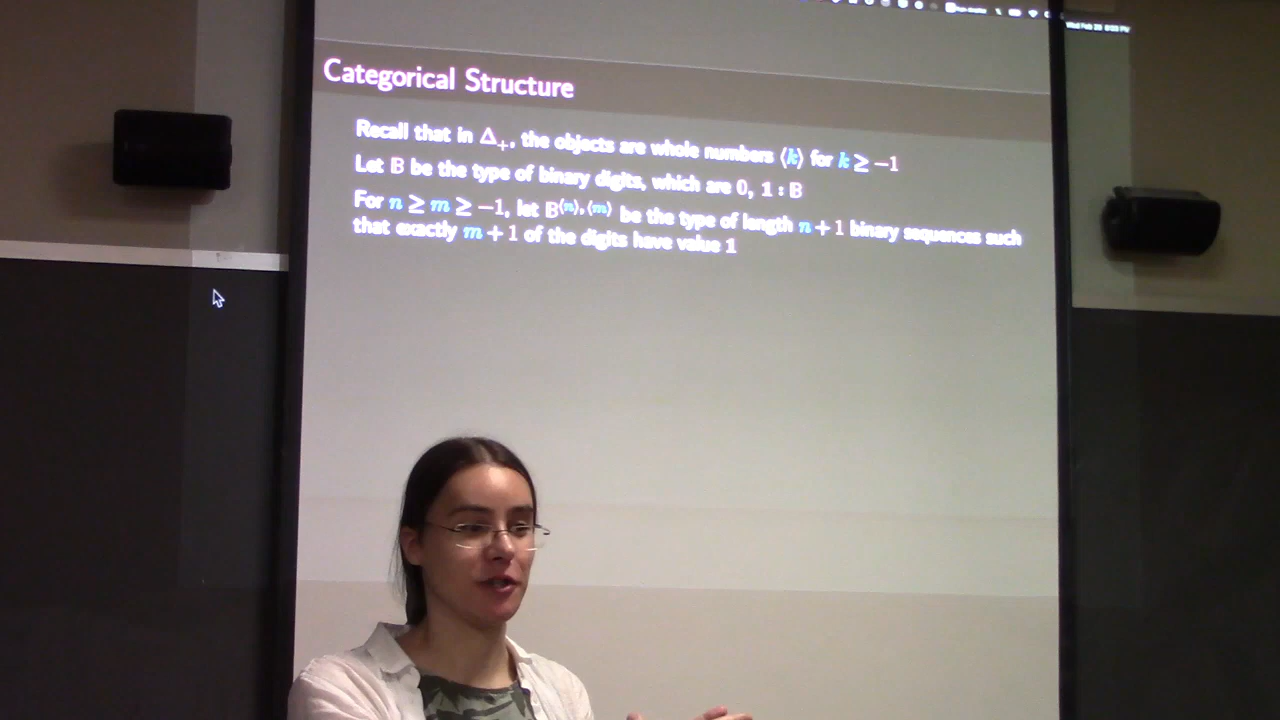 Categorical Structure
Recall that in Δ₊, the objects are whole numbers ⟨k⟩ for k ≥ −1
Let B be the type of binary digits, which are 0, 1 : B
For n ≥ m ≥ −1, let B⟨n⟩,⟨m⟩ be the type of length n + 1 binary sequences such
that exactly m + 1 of the digits have value 1